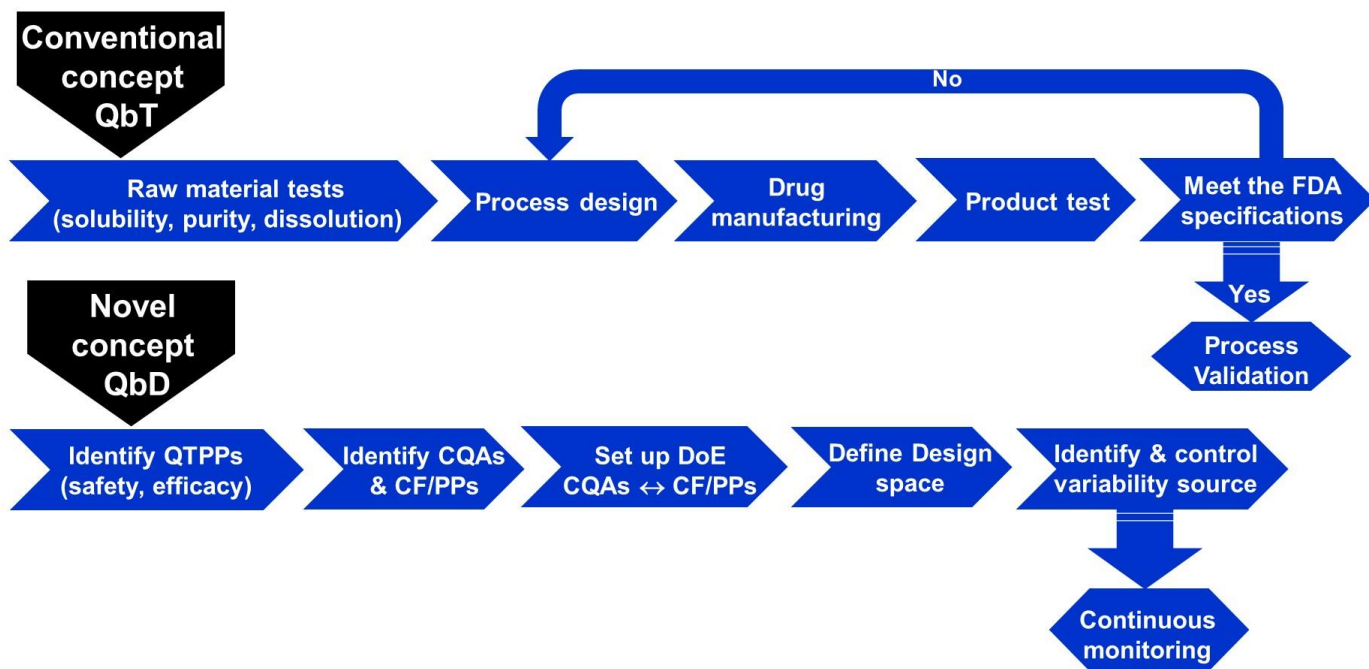 Conventional
concept
QbT
No
Raw material tests
(solubility, purity, dissolution)
Process design
Drug
manufacturing
Product test
Meet the FDA
specifications
Yes
Process
Validation
Novel
concept
QbD
Identify QTPPs
(safety, efficacy)
Identify CQAs
& CF/PPs
Set up DoE
CQAs ↔ CF/PPs
Define Design
space
Identify & control
variability source
Continuous
monitoring